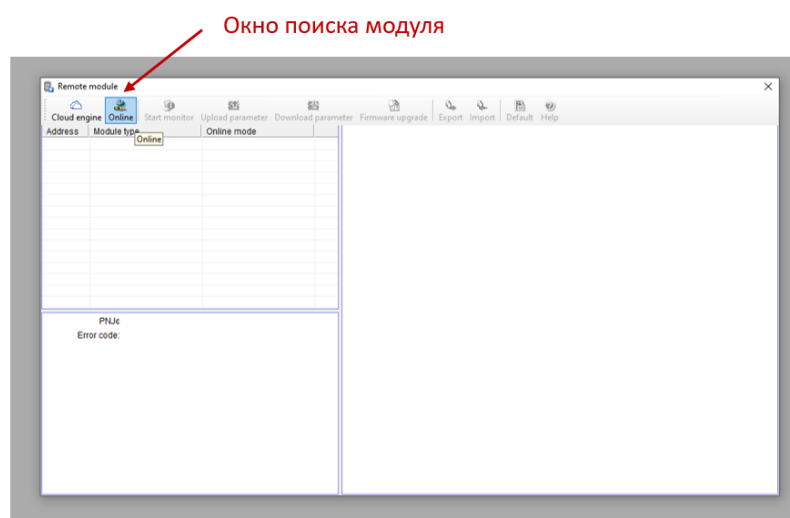 Окно поиска модуля
Remote module
Cloud engine Online Start monitor Upload parameter Download parameter Firmware upgrade Export Import Default Help
Address Module type Online mode
Online
PNJє
Error code: